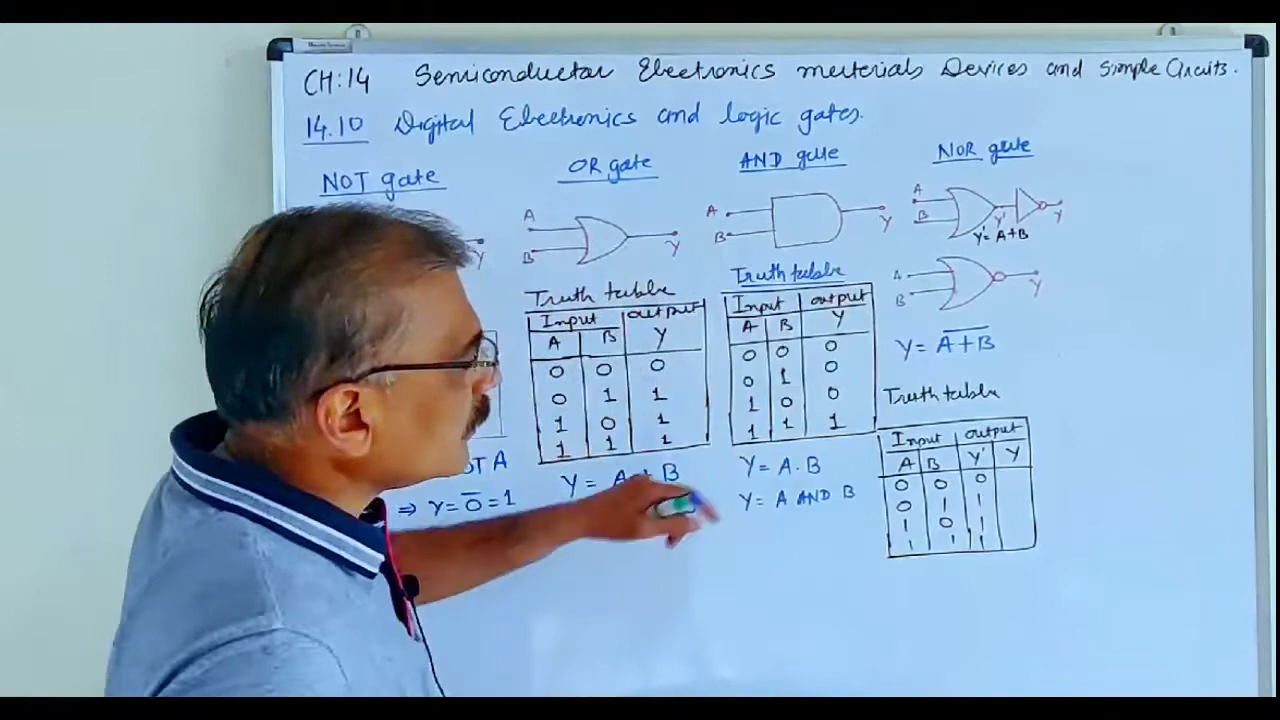 CH:14 Semiconductor Electronics materials Devices and Simple Circuits.
14.10 Digital Electronics and logic gates.
NOT gate
Y
NOT A
⇒ Y = 0̅ = 1
OR gate
A
B
Y
Truth table
Input output
A B Y
0 0 0
0 1 1
1 0 1
1 1 1
Y = A + B
AND gate
A
B
Y
Truth table
Input output
A B Y
0 0 0
0 1 0
1 0 0
1 1 1
Y = A . B
Y = A AND B
NOR gate
A
B
Y'
Y
Y' = A+B
A
B
Y
Y = \overline{A+B}
Truth table
Input output
A B Y' Y
0 0 0
0 1 1
1 0 1
1 1 1